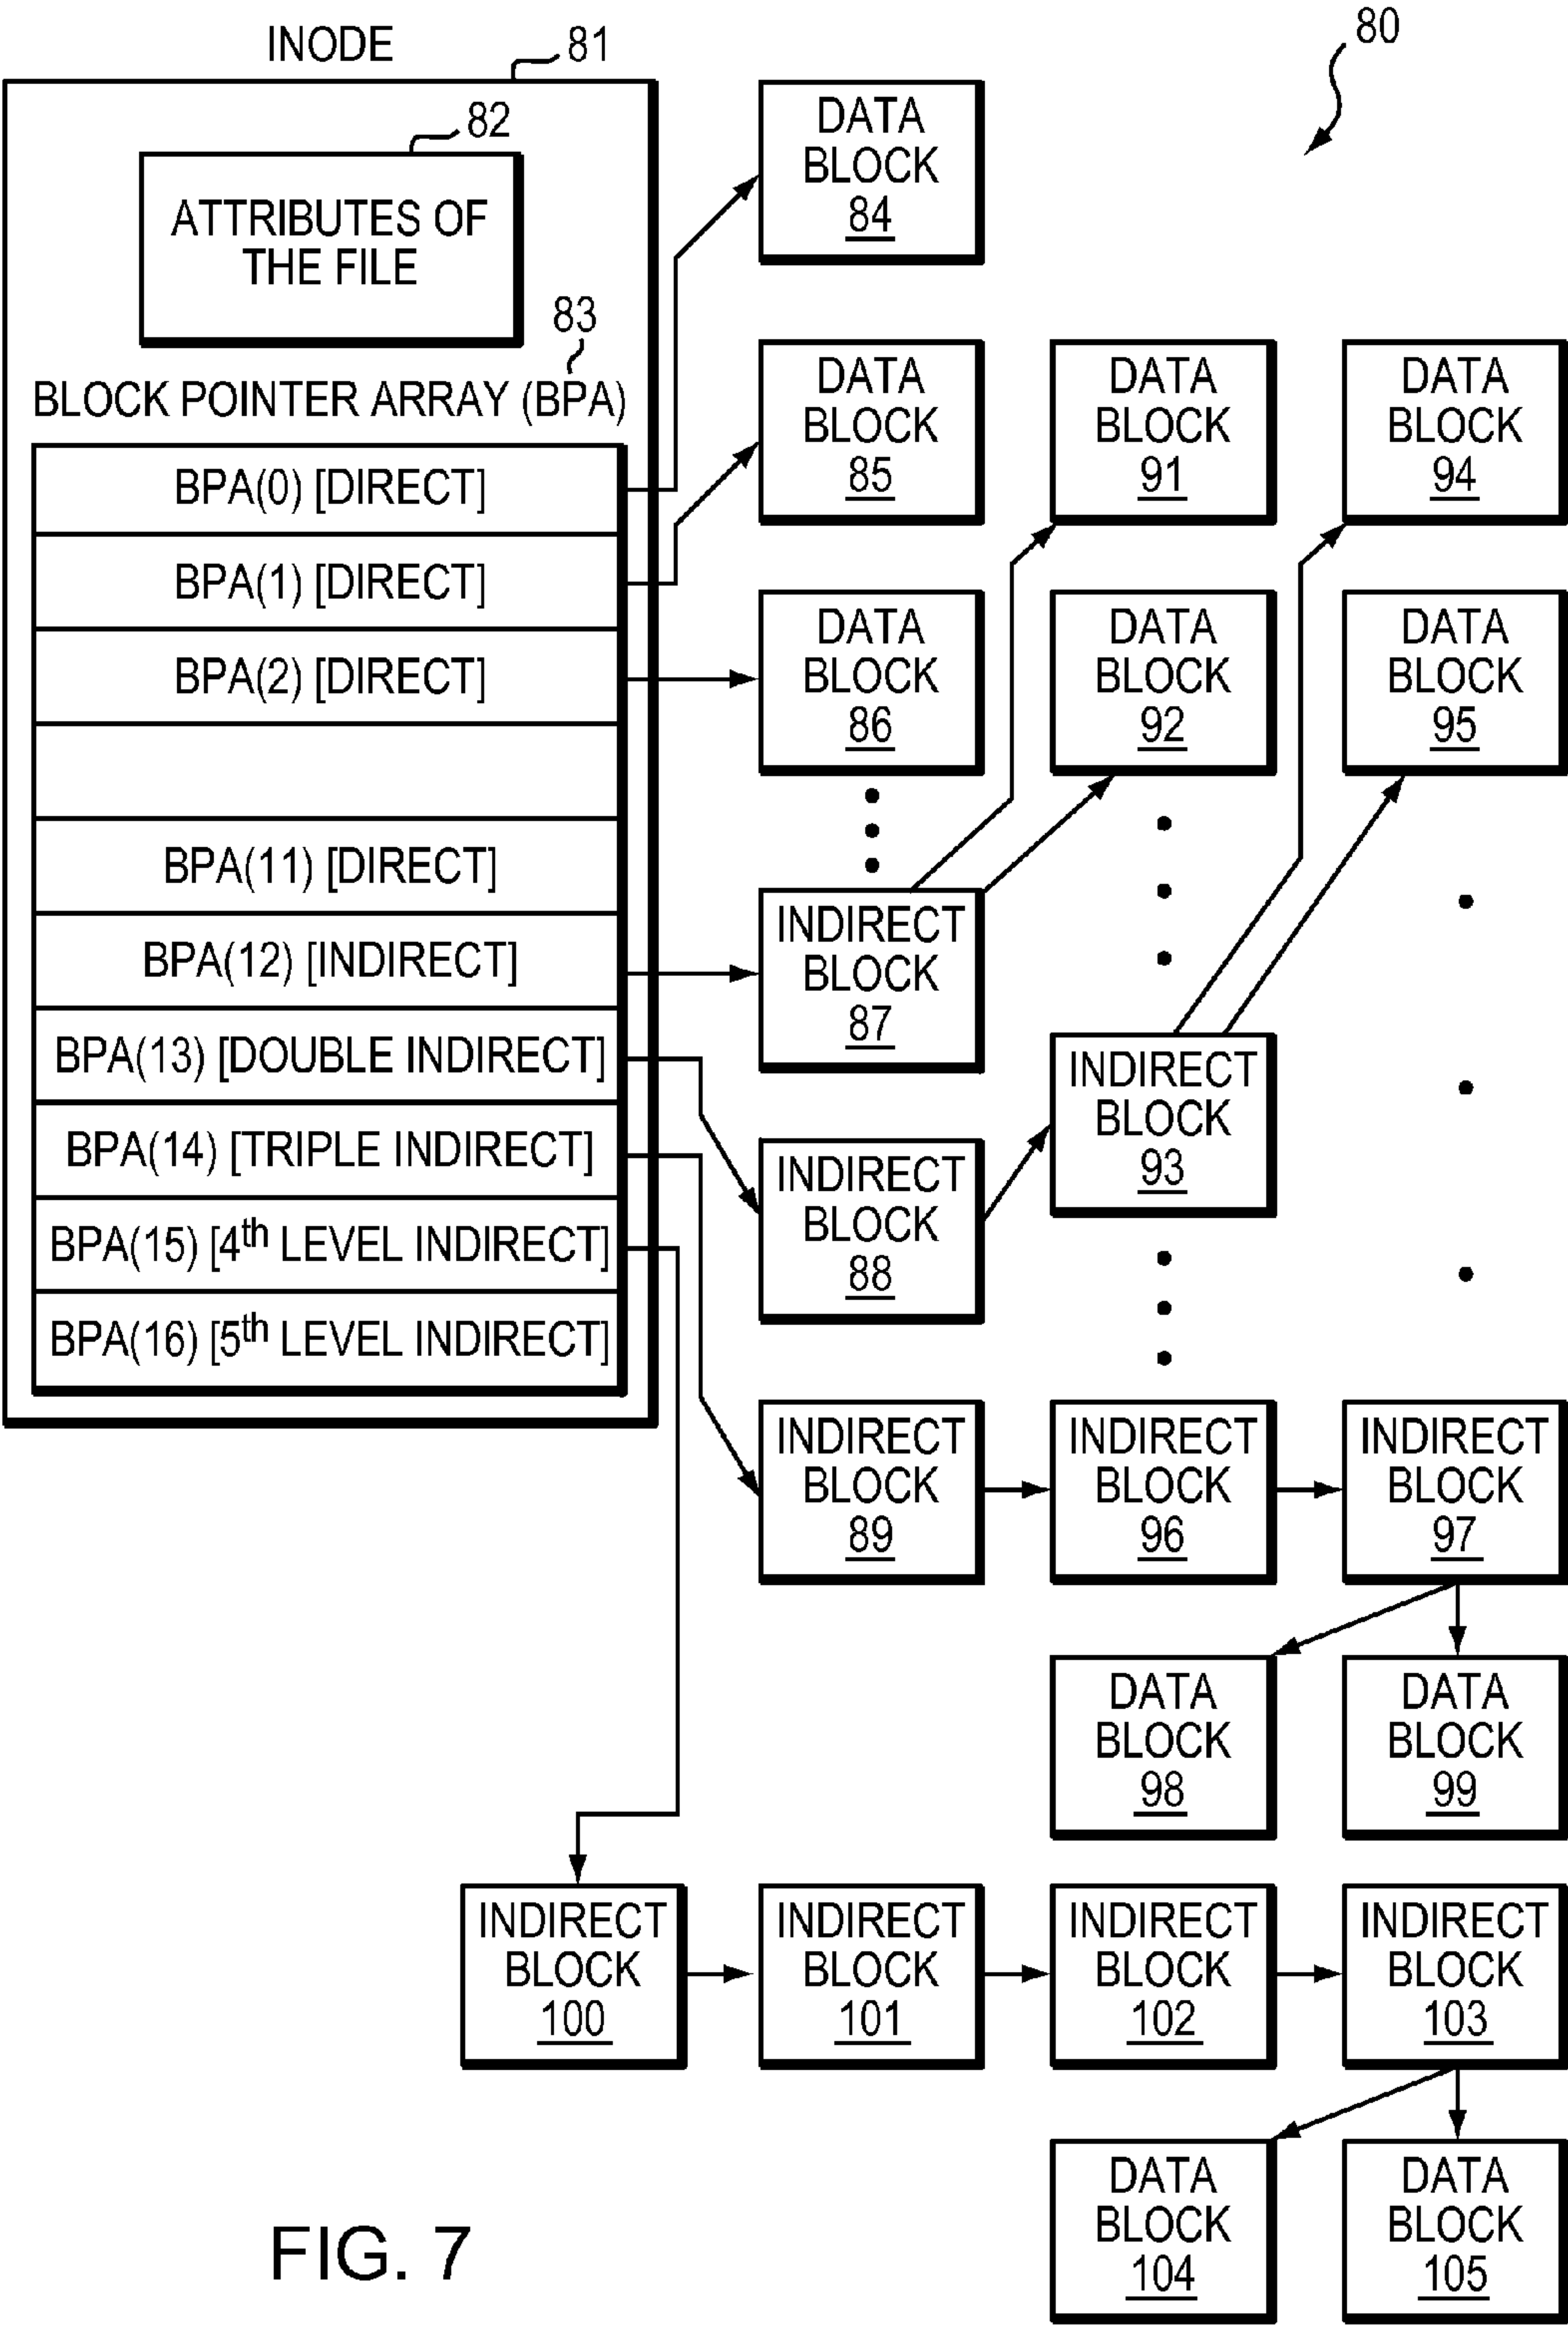 80
INODE
81
82
ATTRIBUTES OF
THE FILE
83
BLOCK POINTER ARRAY (BPA)
BPA(0) [DIRECT]
BPA(1) [DIRECT]
BPA(2) [DIRECT]
BPA(11) [DIRECT]
BPA(12) [INDIRECT]
BPA(13) [DOUBLE INDIRECT]
BPA(14) [TRIPLE INDIRECT]
BPA(15) [4th LEVEL INDIRECT]
BPA(16) [5th LEVEL INDIRECT]
DATA
BLOCK
84
DATA
BLOCK
85
DATA
BLOCK
91
DATA
BLOCK
94
DATA
BLOCK
86
DATA
BLOCK
92
DATA
BLOCK
95
INDIRECT
BLOCK
87
INDIRECT
BLOCK
93
INDIRECT
BLOCK
88
INDIRECT
BLOCK
89
INDIRECT
BLOCK
96
INDIRECT
BLOCK
97
DATA
BLOCK
98
DATA
BLOCK
99
INDIRECT
BLOCK
100
INDIRECT
BLOCK
101
INDIRECT
BLOCK
102
INDIRECT
BLOCK
103
DATA
BLOCK
104
DATA
BLOCK
105
FIG. 7